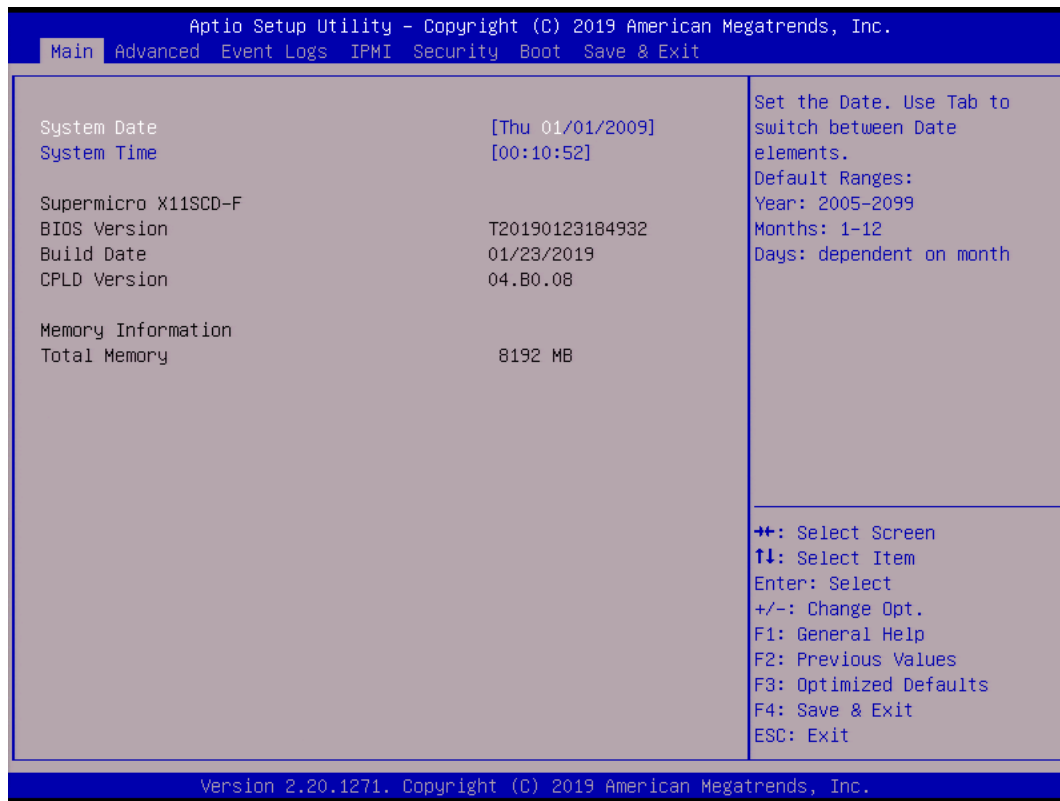 Aptio Setup Utility – Copyright (C) 2019 American Megatrends, Inc.
Main Advanced Event Logs IPMI Security Boot Save & Exit
System Date [Thu 01/01/2009]
System Time [00:10:52]
Supermicro X11SCD-F
BIOS Version T20190123184932
Build Date 01/23/2019
CPLD Version 04.B0.08
Memory Information
Total Memory 8192 MB
Set the Date. Use Tab to
switch between Date
elements.
Default Ranges:
Year: 2005-2099
Months: 1-12
Days: dependent on month
→←: Select Screen
↑↓: Select Item
Enter: Select
+/-: Change Opt.
F1: General Help
F2: Previous Values
F3: Optimized Defaults
F4: Save & Exit
ESC: Exit
Version 2.20.1271. Copyright (C) 2019 American Megatrends, Inc.